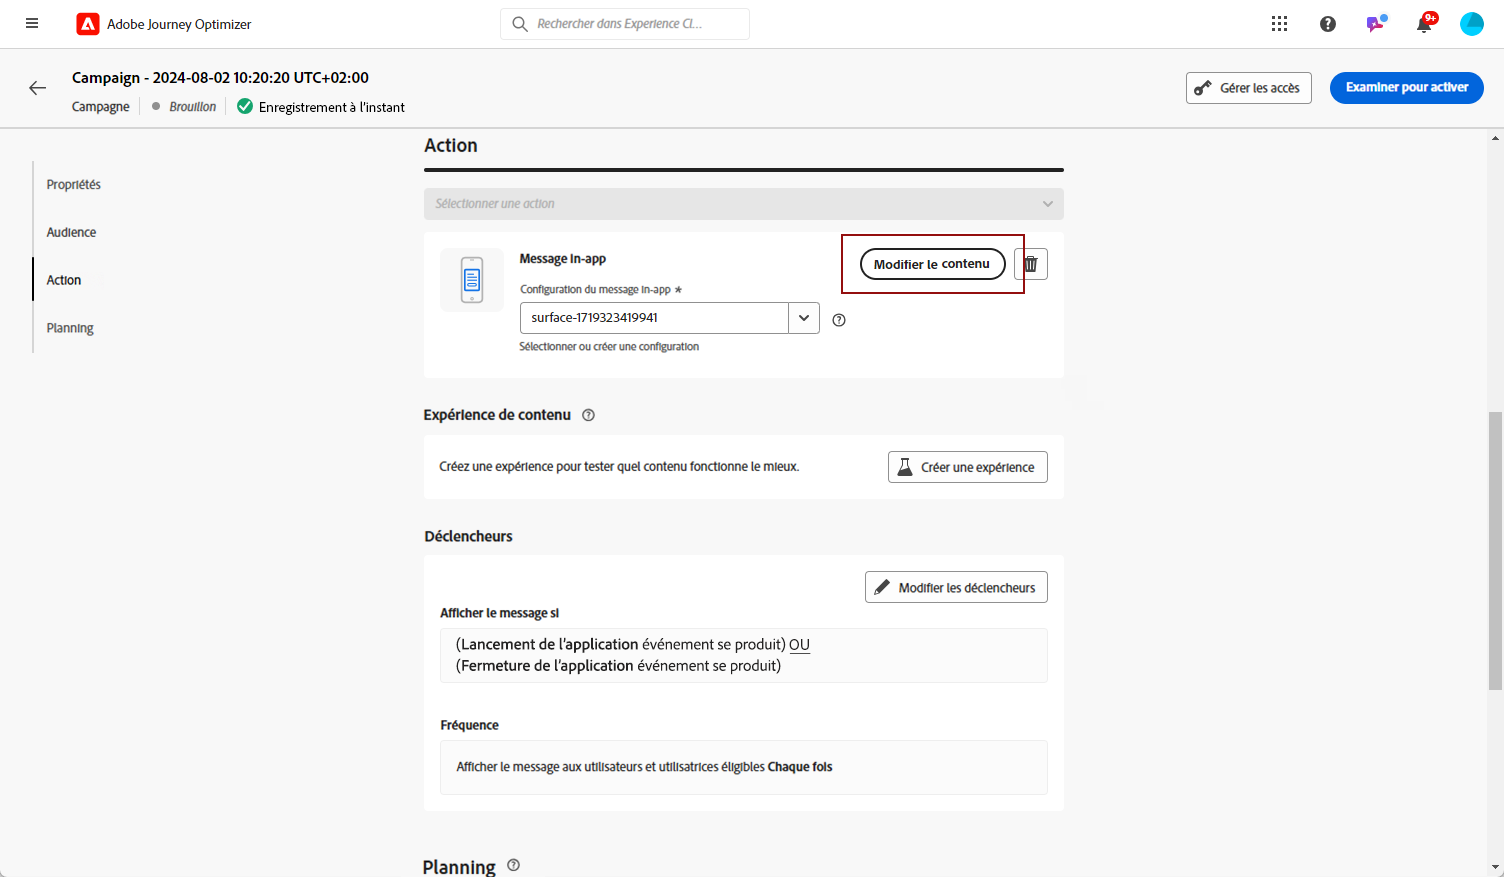 Adobe Journey Optimizer
Rechercher dans Experience Cl...
9+
Campaign - 2024-08-02 10:20:20 UTC+02:00
Campagne
Brouillon
Enregistrement à l'instant
Gérer les accès
Examiner pour activer
Propriétés
Audience
Action
Planning
Action
Sélectionner une action
Message In-app
Modifier le contenu
Configuration du message In-app *
surface-1719323419941
Sélectionner ou créer une configuration
Expérience de contenu
Créez une expérience pour tester quel contenu fonctionne le mieux.
Créer une expérience
Déclencheurs
Modifier les déclencheurs
Afficher le message si
(Lancement de l'application événement se produit) OU
(Fermeture de l'application événement se produit)
Fréquence
Afficher le message aux utilisateurs et utilisatrices éligibles Chaque fois
Planning